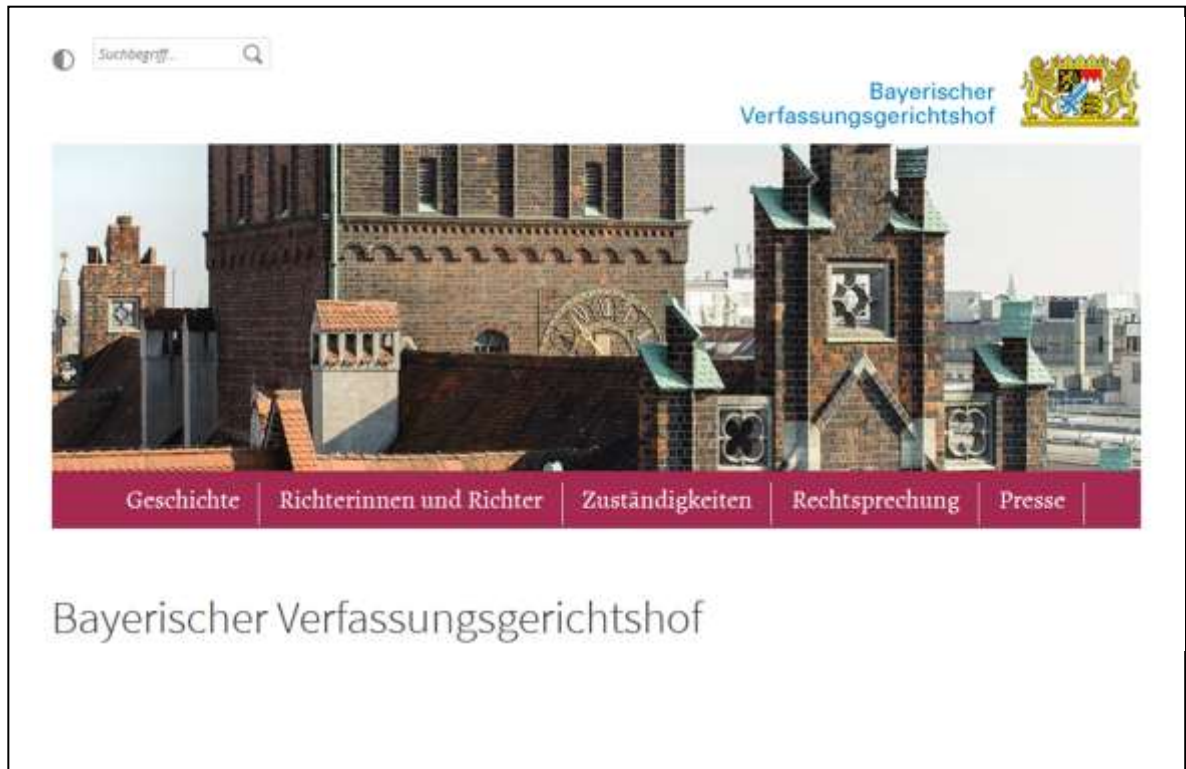 Suchbegriff...
Bayerischer
Verfassungsgerichtshof
Geschichte
Richterinnen und Richter
Zuständigkeiten
Rechtsprechung
Presse
Bayerischer Verfassungsgerichtshof